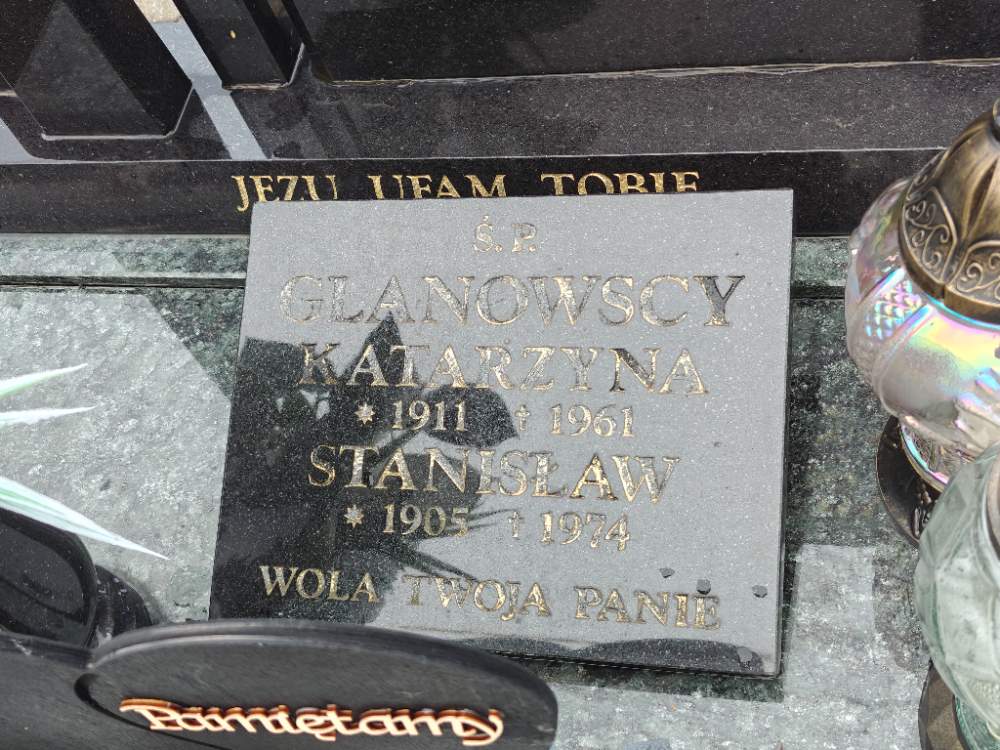 JEZU UFAM TOBIE
Ś.P.
GLANOWSCY
KATARZYNA
* 1911 † 1961
STANISŁAW
* 1905 † 1974
WOLA TWOJA PANIE
Pamiętamy